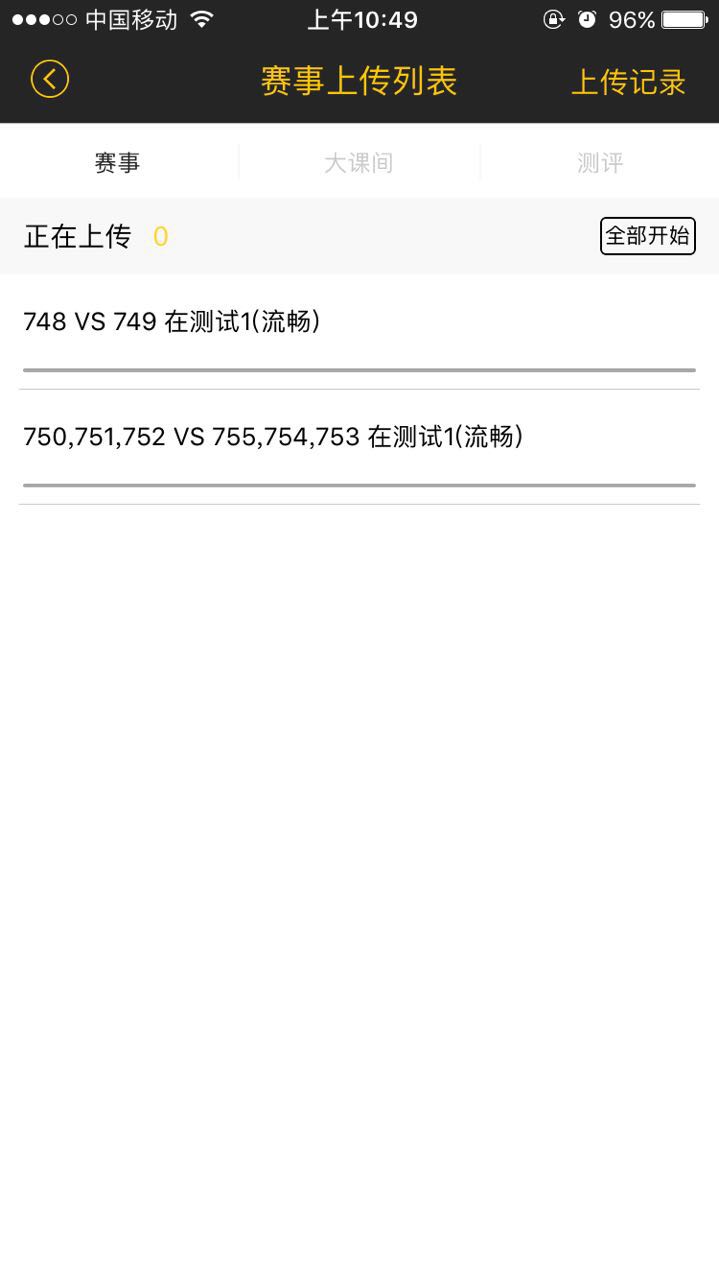 中国移动 上午10:49 96%
赛事上传列表 上传记录
赛事 大课间 测评
正在上传 0 全部开始
748 VS 749 在测试1(流畅)
750,751,752 VS 755,754,753 在测试1(流畅)